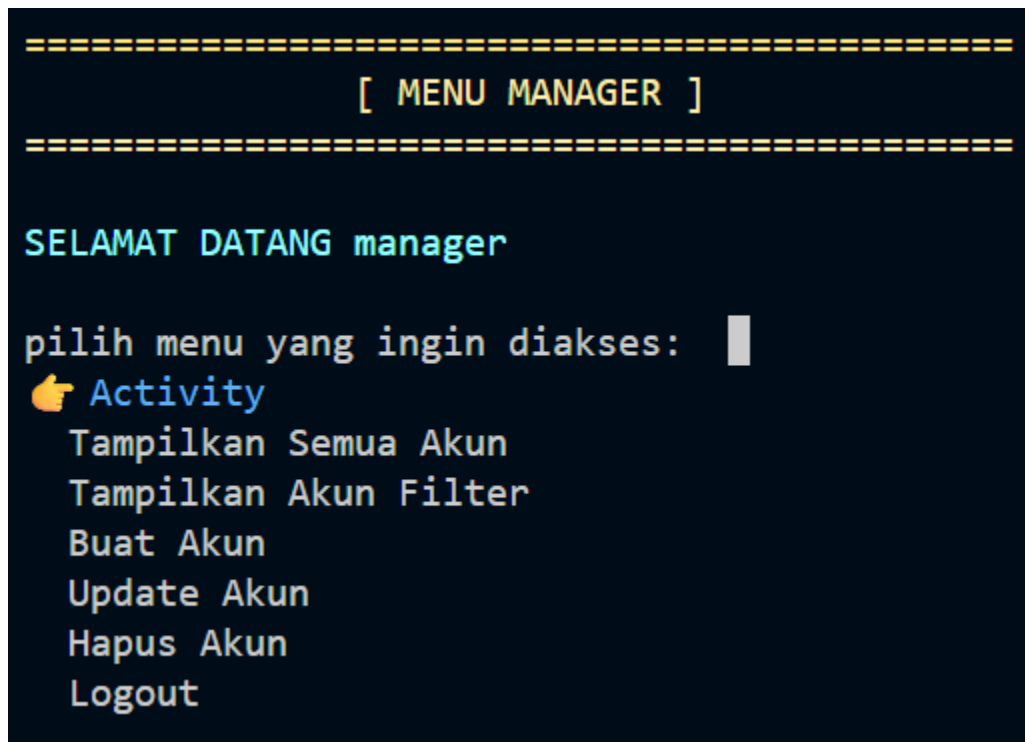 =============================================
[ MENU MANAGER ]
=============================================
SELAMAT DATANG manager
pilih menu yang ingin diakses:
👉 Activity
Tampilkan Semua Akun
Tampilkan Akun Filter
Buat Akun
Update Akun
Hapus Akun
Logout